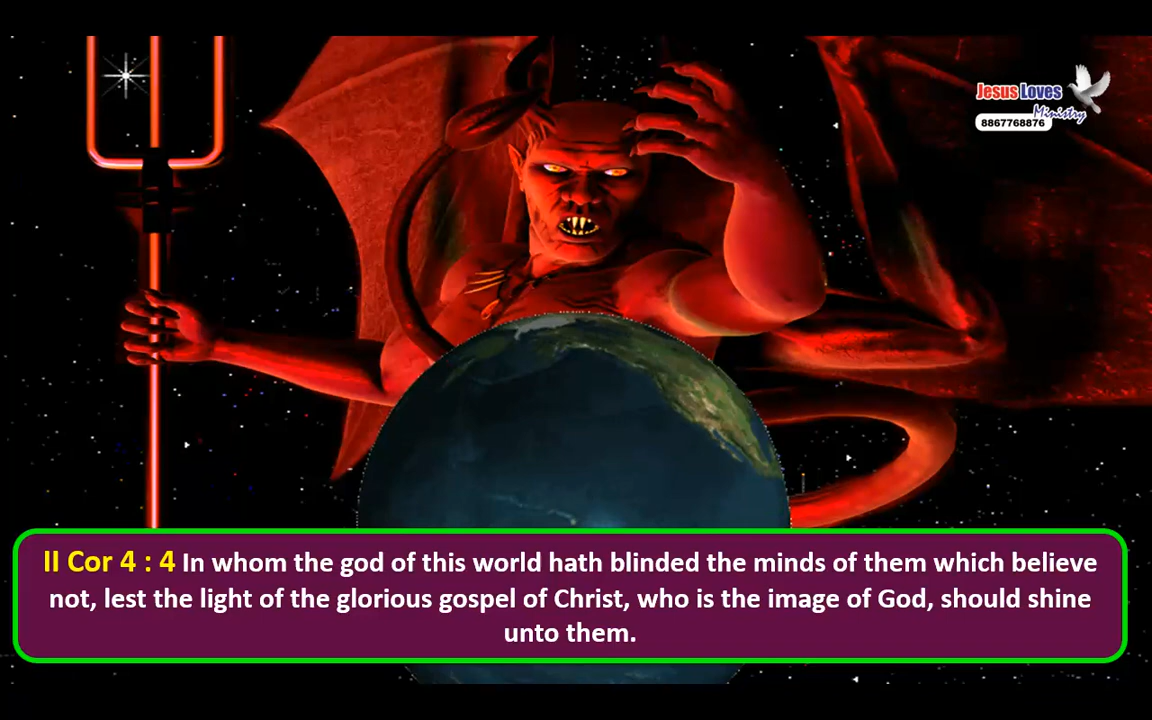 Jesus Loves
Ministry
8867768876
II Cor 4 : 4 In whom the god of this world hath blinded the minds of them which believe
not, lest the light of the glorious gospel of Christ, who is the image of God, should shine
unto them.